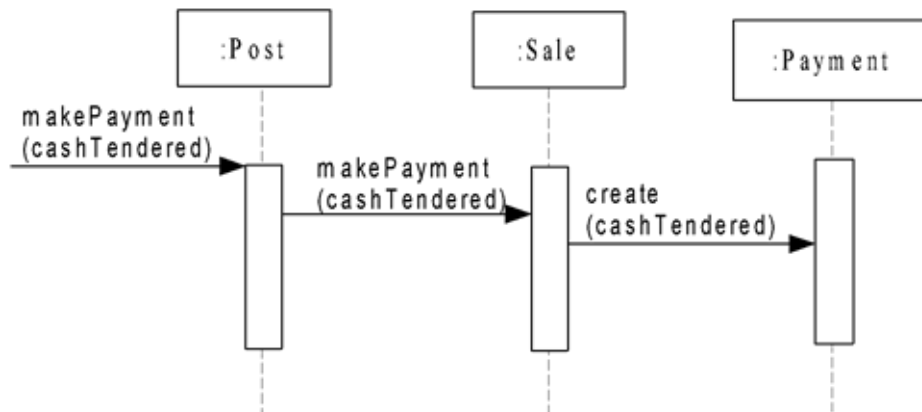 :Post
:Sale
:Payment
makePayment
(cashTendered)
makePayment
(cashTendered)
create
(cashTendered)